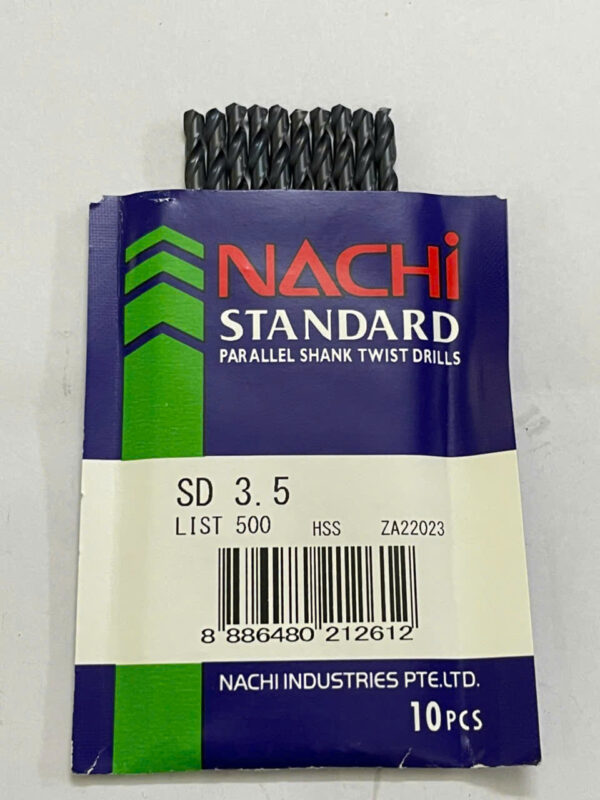 NACHi
STANDARD
PARALLEL SHANK TWIST DRILLS
SD 3.5
LIST 500 HSS ZA22023
8 886480 212612
NACHI INDUSTRIES PTE.LTD.
10PCS